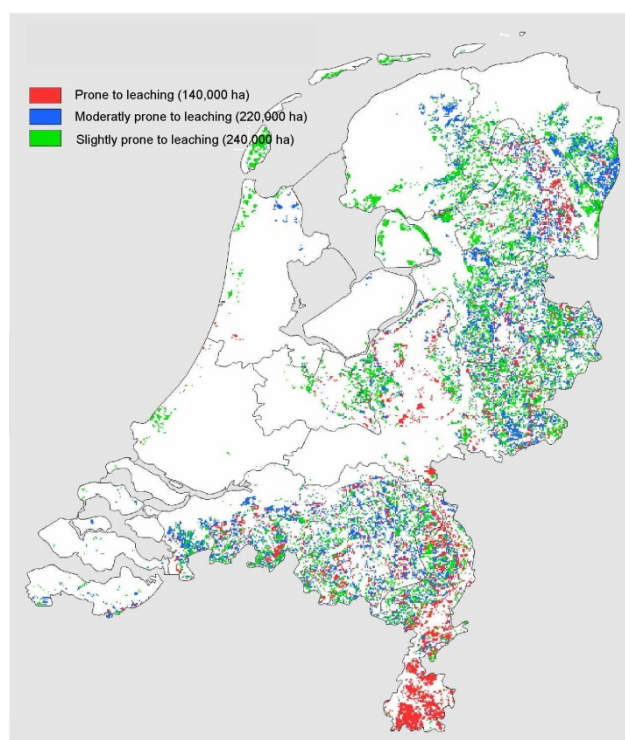 Prone to leaching (140,000 ha)
Moderatly prone to leaching (220,000 ha)
Slightly prone to leaching (240,000 ha)